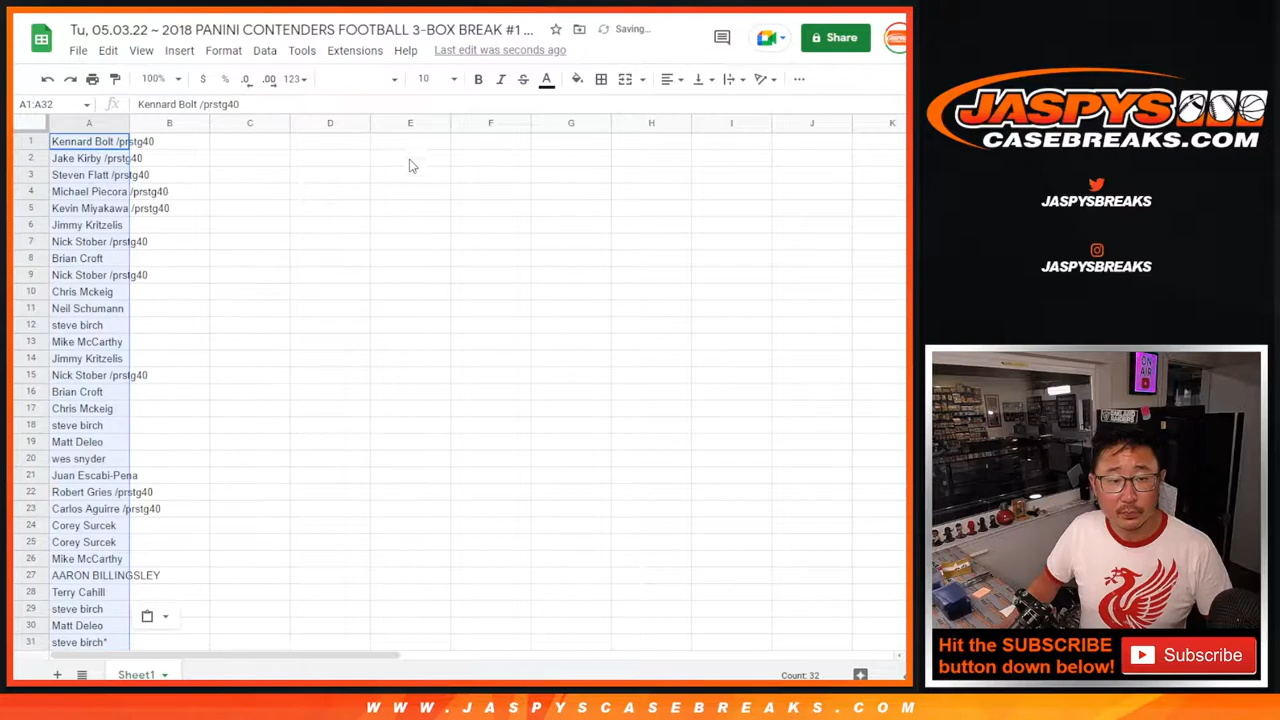 Tu, 05.03.22 ~ 2018 PANINI CONTENDERS FOOTBALL 3-BOX BREAK #1 ...
Saving...
File Edit View Insert Format Data Tools Extensions Help Last edit was seconds ago
Share
100% $ % .0 .00 123 10 B I S A
A1:A32 fx Kennard Bolt /prstg40
A B C D E F G H I J K
1 Kennard Bolt /prstg40
2 Jake Kirby /prstg40
3 Steven Flatt /prstg40
4 Michael Piecora /prstg40
5 Kevin Miyakawa /prstg40
6 Jimmy Kritzelis
7 Nick Stober /prstg40
8 Brian Croft
9 Nick Stober /prstg40
10 Chris Mckeig
11 Neil Schumann
12 steve birch
13 Mike McCarthy
14 Jimmy Kritzelis
15 Nick Stober /prstg40
16 Brian Croft
17 Chris Mckeig
18 steve birch
19 Matt Deleo
20 wes snyder
21 Juan Escabi-Pena
22 Robert Gries /prstg40
23 Carlos Aguirre /prstg40
24 Corey Surcek
25 Corey Surcek
26 Mike McCarthy
27 AARON BILLINGSLEY
28 Terry Cahill
29 steve birch
30 Matt Deleo
31 steve birch*
Sheet1
Count: 32
JASPYS
CASEBREAKS.COM
JASPYSBREAKS
JASPYSBREAKS
ON
AIR
Hit the SUBSCRIBE
button down below!
Subscribe
WWW.JASPYSCASEBREAKS.COM